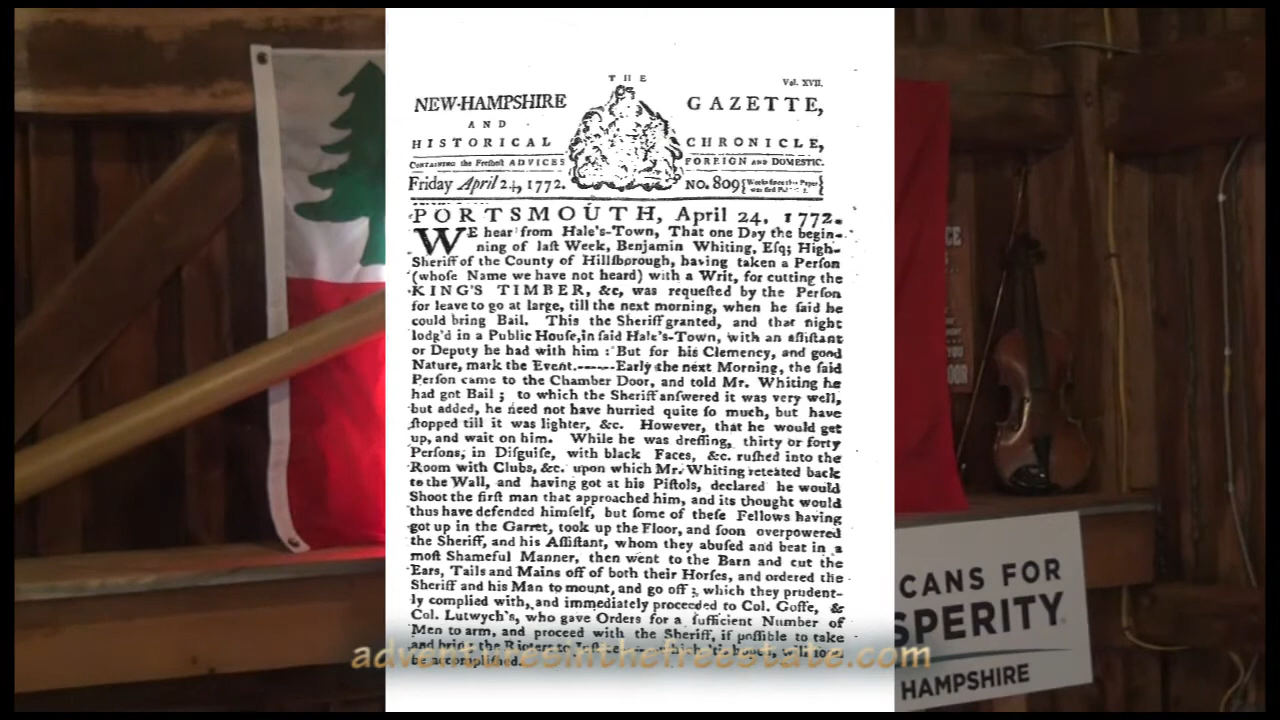 THE
Vol. XVII.
NEW-HAMPSHIRE GAZETTE,
AND
HISTORICAL CHRONICLE,
CONTAINING the Freſheſt ADVICES FOREIGN AND DOMESTIC.
Friday April 24, 1772. NO. 809 {Weeks ſince this Paper
was firſt
PORTSMOUTH, April 24. 1772.
WE hear from Hale's-Town, That one Day the begin-
ning of laſt Week, Benjamin Whiting, Eſq; High-
Sheriff of the County of Hillſborough, having taken a Perſon
(whoſe Name we have not heard) with a Writ, for cutting the
KING'S TIMBER, &c, was requeſted by the Perſon
for leave to go at large, till the next morning, when he ſaid he
could bring Bail. This the Sheriff granted, and that night
lodg'd in a Public Houſe, in ſaid Hale's-Town, with an aſſiſtant
or Deputy he had with him : But for his Clemency, and good
Nature, mark the Event.------Early the next Morning, the ſaid
Perſon came to the Chamber Door, and told Mr. Whiting he
had got Bail ; to which the Sheriff anſwered it was very well,
but added, he need not have hurried quite ſo much, but have
ſtopped till it was lighter, &c. However, that he would get
up, and wait on him. While he was dreſſing, thirty or forty
Perſons, in Diſguiſe, with black Faces, &c. ruſhed into the
Room with Clubs, &c. upon which Mr. Whiting reteated back
to the Wall, and having got at his Piſtols, declared he would
Shoot the firſt man that approached him, and its thought would
thus have defended himſelf, but ſome of theſe Fellows having
got up in the Garret, took up the Floor, and ſoon overpowered
the Sheriff, and his Aſſiſtant, whom they abuſed and beat in a
moſt Shameful Manner, then went to the Barn and cut the
Ears, Tails and Mains off of both their Horſes, and ordered the
Sheriff and his Man to mount, and go off ; which they prudent-
ly complied with, and immediately proceeded to Col. Goffe, &
Col. Lutwych's, who gave Orders for a ſufficient Number of
Men to arm, and proceed with the Sheriff, if poſſible to take
and bring the Rioters to
be accompliſhed.
adventuresinthefreestate.com
CANS FOR
SPERITY
HAMPSHIRE
CE
YOU
OOR